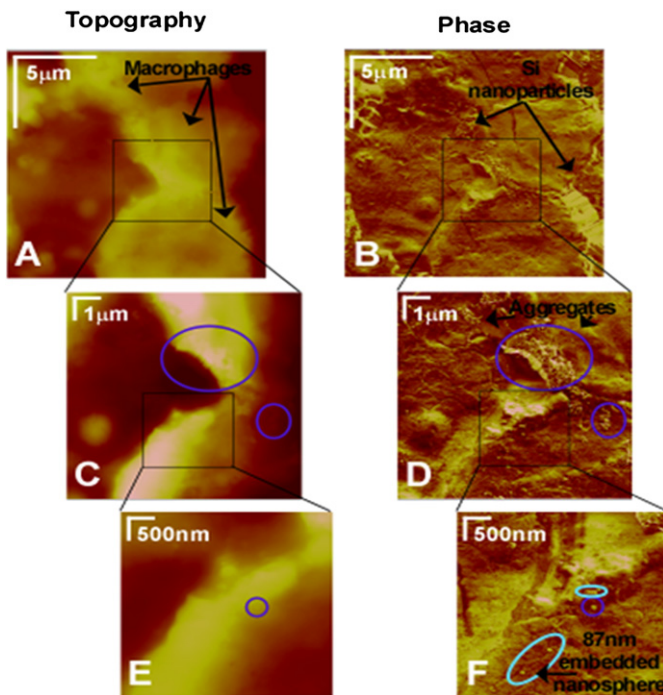 Topography
Phase
5μm
Macrophages
A
5μm
Si
nanoparticles
B
1μm
C
1μm
Aggregates
D
500nm
E
500nm
87nm
embedded
nanosphere
F